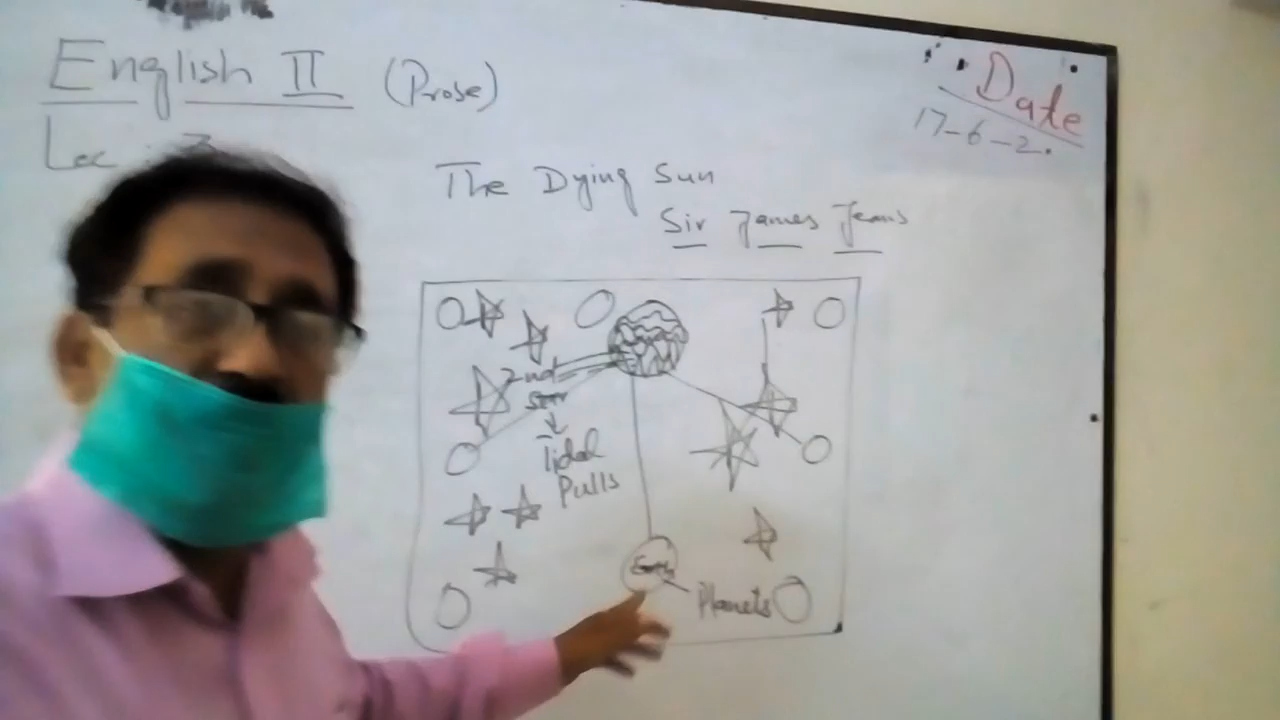 English II (Prose)
Date
17-6-2.
Lec
The Dying Sun
Sir James Jeans
2nd
Star
Tidal
Pulls
Earth
Planets